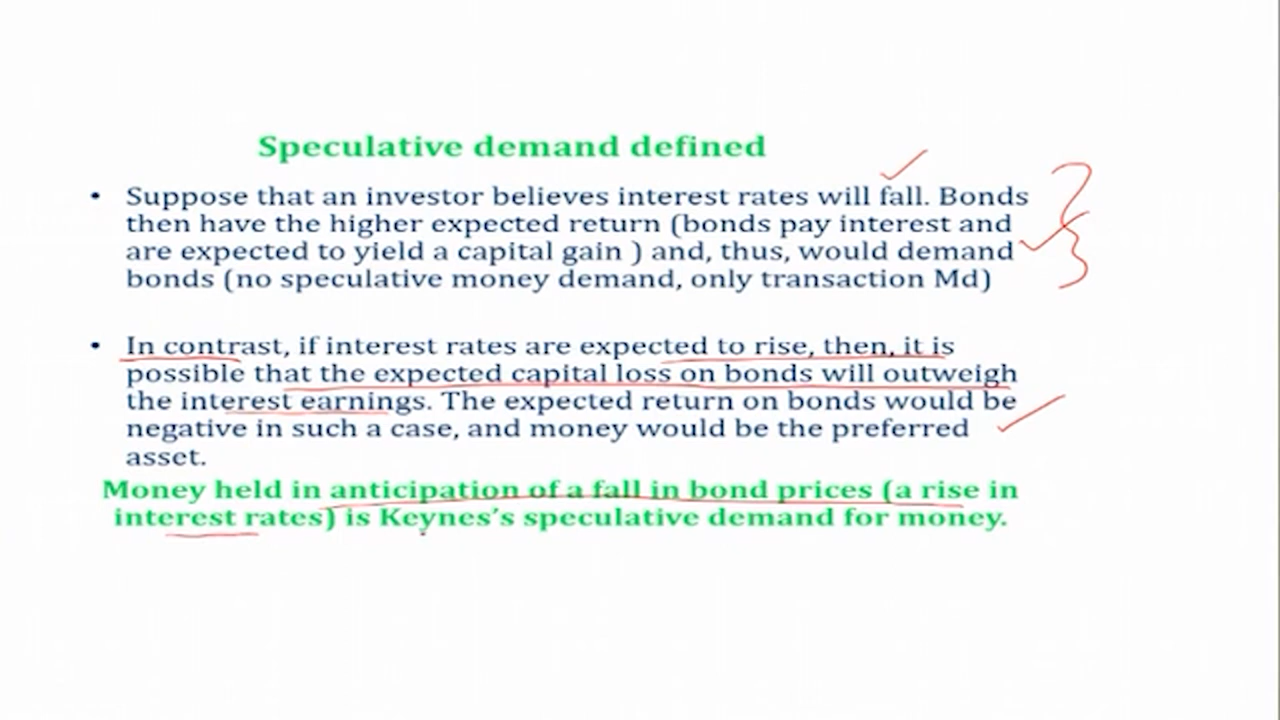 Speculative demand defined
• Suppose that an investor believes interest rates will fall. Bonds
then have the higher expected return (bonds pay interest and
are expected to yield a capital gain ) and, thus, would demand
bonds (no speculative money demand, only transaction Md)
• In contrast, if interest rates are expected to rise, then, it is
possible that the expected capital loss on bonds will outweigh
the interest earnings. The expected return on bonds would be
negative in such a case, and money would be the preferred
asset.
Money held in anticipation of a fall in bond prices (a rise in
interest rates) is Keynes's speculative demand for money.